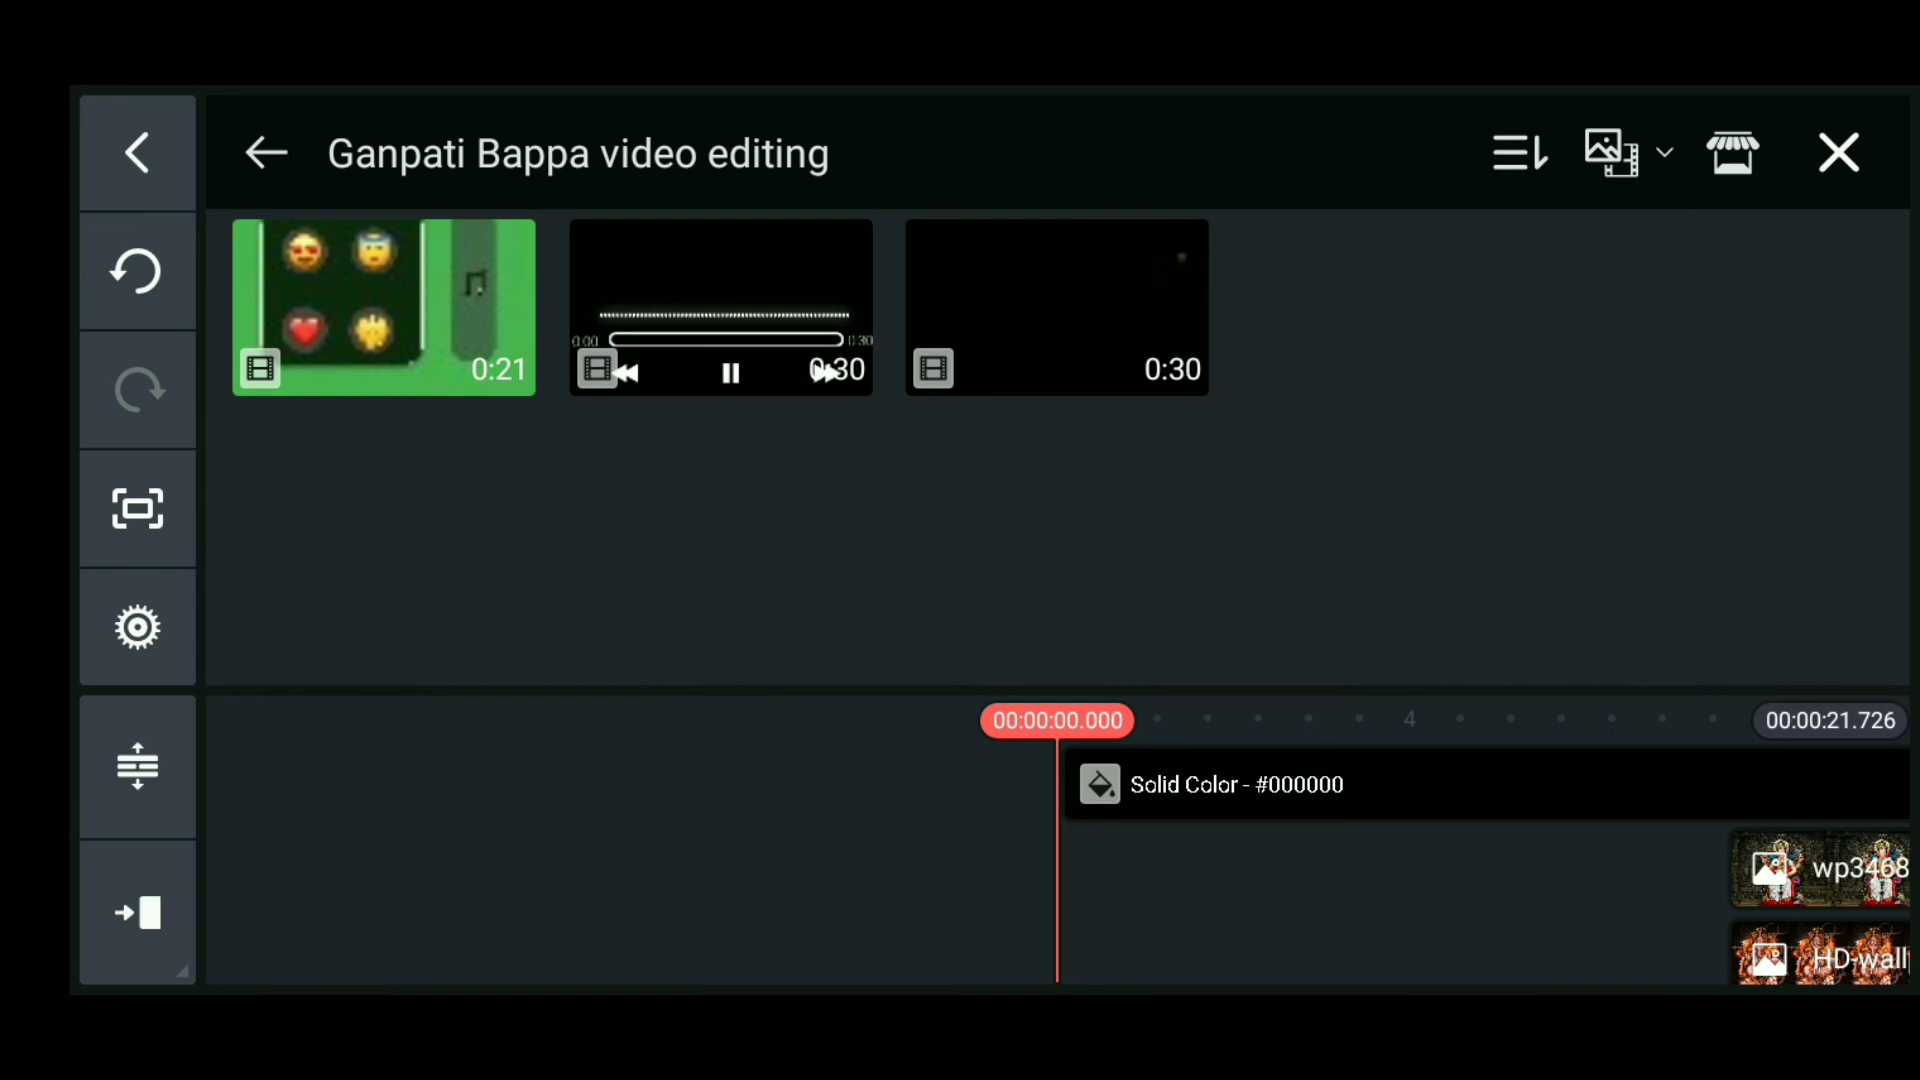 Ganpati Bappa video editing
0:21
0:00
0:30
0:30
0:30
00:00:00.000
4
00:00:21.726
Solid Color - #000000
wp3468
HD-wall